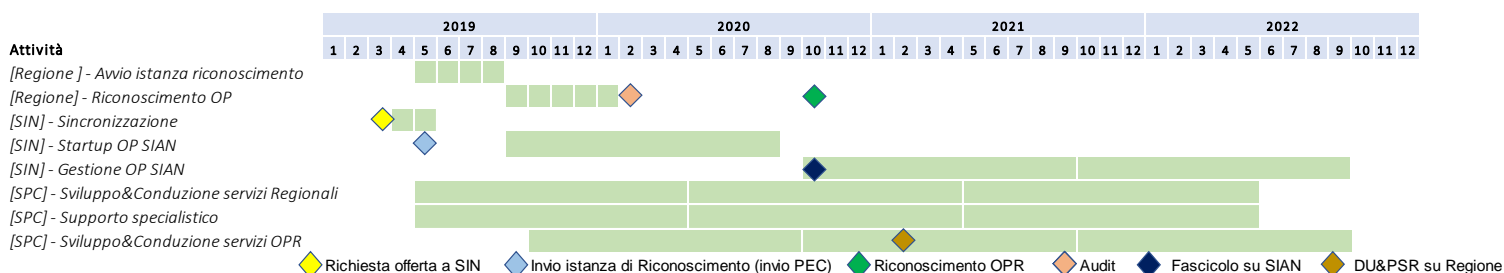 2019 2020 2021 2022
Attività 1 2 3 4 5 6 7 8 9 10 11 12 1 2 3 4 5 6 7 8 9 10 11 12 1 2 3 4 5 6 7 8 9 10 11 12 1 2 3 4 5 6 7 8 9 10 11 12
[Regione ] - Avvio istanza riconoscimento
[Regione] - Riconoscimento OP
[SIN] - Sincronizzazione
[SIN] - Startup OP SIAN
[SIN] - Gestione OP SIAN
[SPC] - Sviluppo&Conduzione servizi Regionali
[SPC] - Supporto specialistico
[SPC] - Sviluppo&Conduzione servizi OPR
Richiesta offerta a SIN Invio istanza di Riconoscimento (invio PEC) Riconoscimento OPR Audit Fascicolo su SIAN DU&PSR su Regione